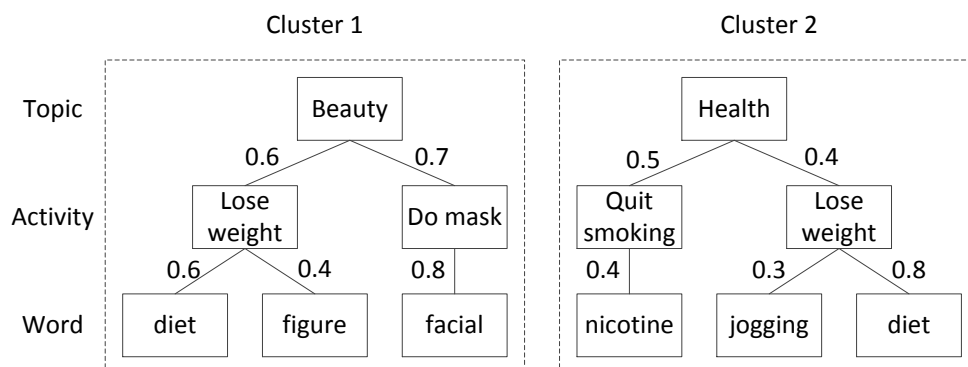 Cluster 1 Cluster 2
Topic Beauty Health
0.6 0.7 0.5 0.4
Activity Lose weight Do mask Quit smoking Lose weight
0.6 0.4 0.8 0.4 0.3 0.8
Word diet figure facial nicotine jogging diet